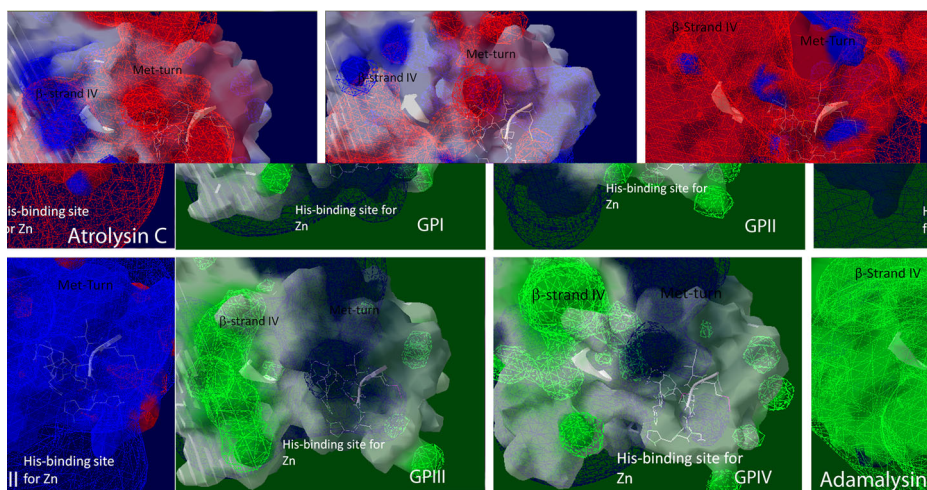 Met-turn
β-strand IV
Met-turn
β-strand IV
β-Strand IV
Met-Turn
His-binding site
for Zn
Atrolysin C
His-binding site for
Zn
GPI
His-binding site for
Zn
GPII
Met-Turn
His-binding site
for Zn
II
β-strand IV
Met-turn
His-binding site for
Zn
GPIII
β-strand IV
Met-turn
His-binding site for
Zn
GPIV
β-Strand IV
Adamalysin